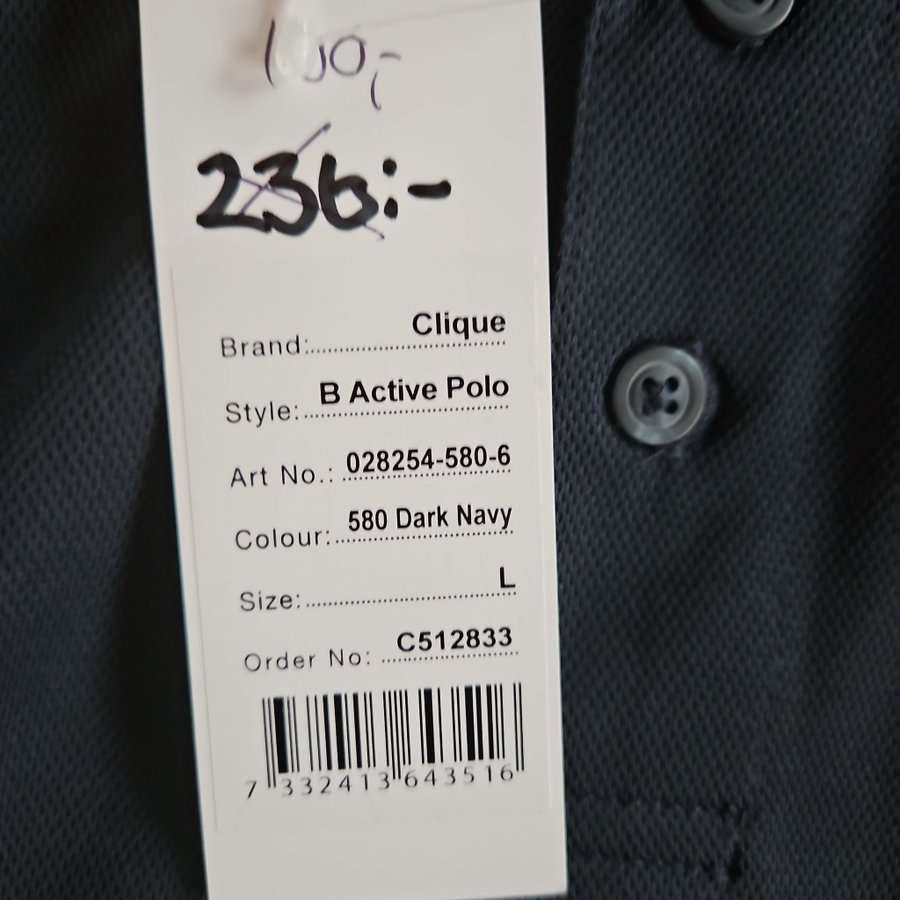 236:-
Brand: Clique
Style: B Active Polo
Art No.: 028254-580-6
Colour: 580 Dark Navy
Size: L
Order No: C512833
7 332413 643516